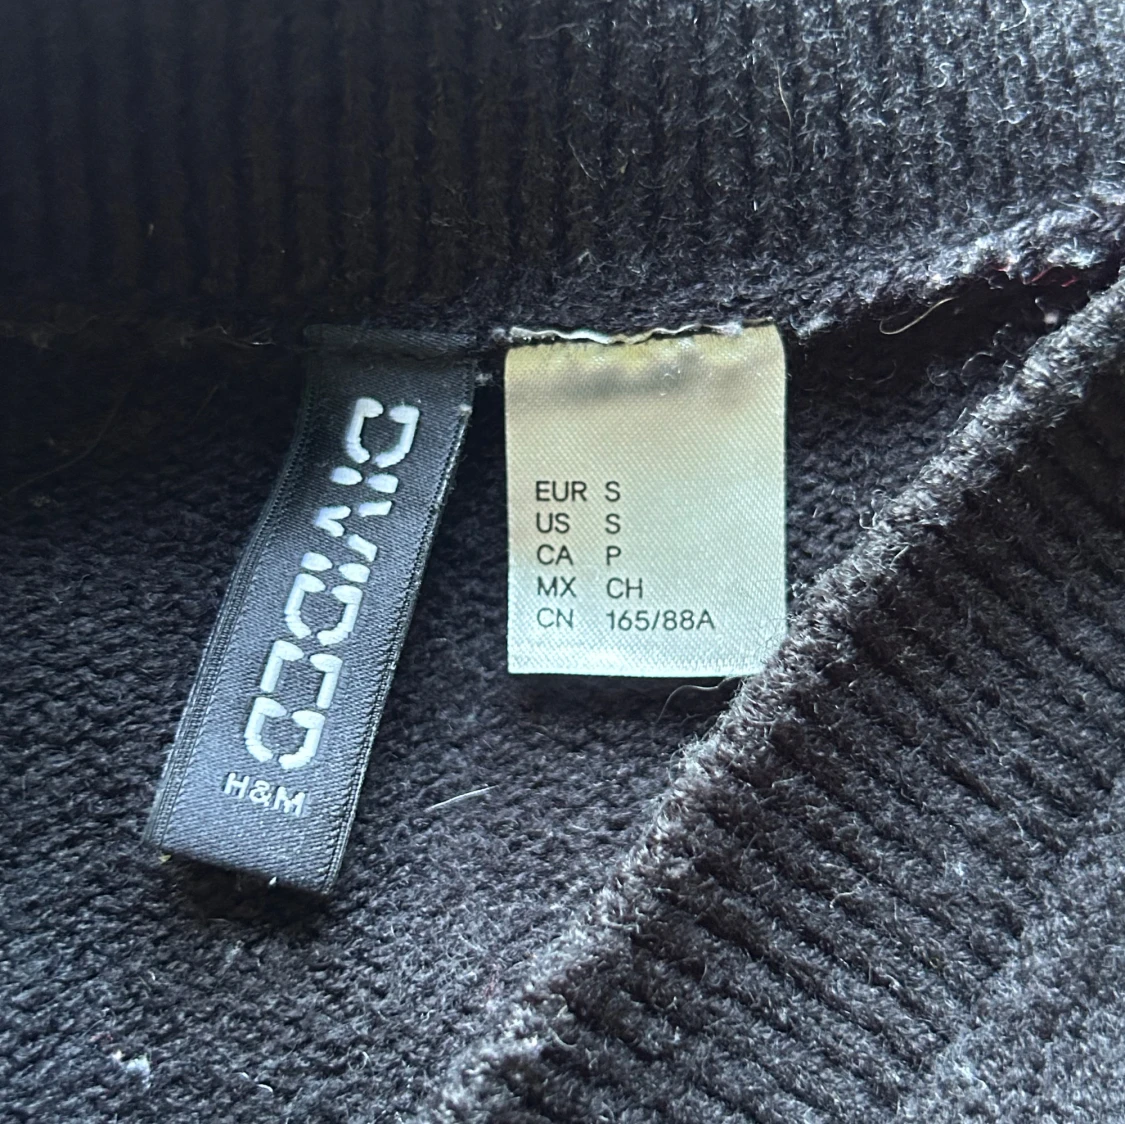 DIVIDED
H&M
EUR S
US S
CA P
MX CH
CN 165/88A